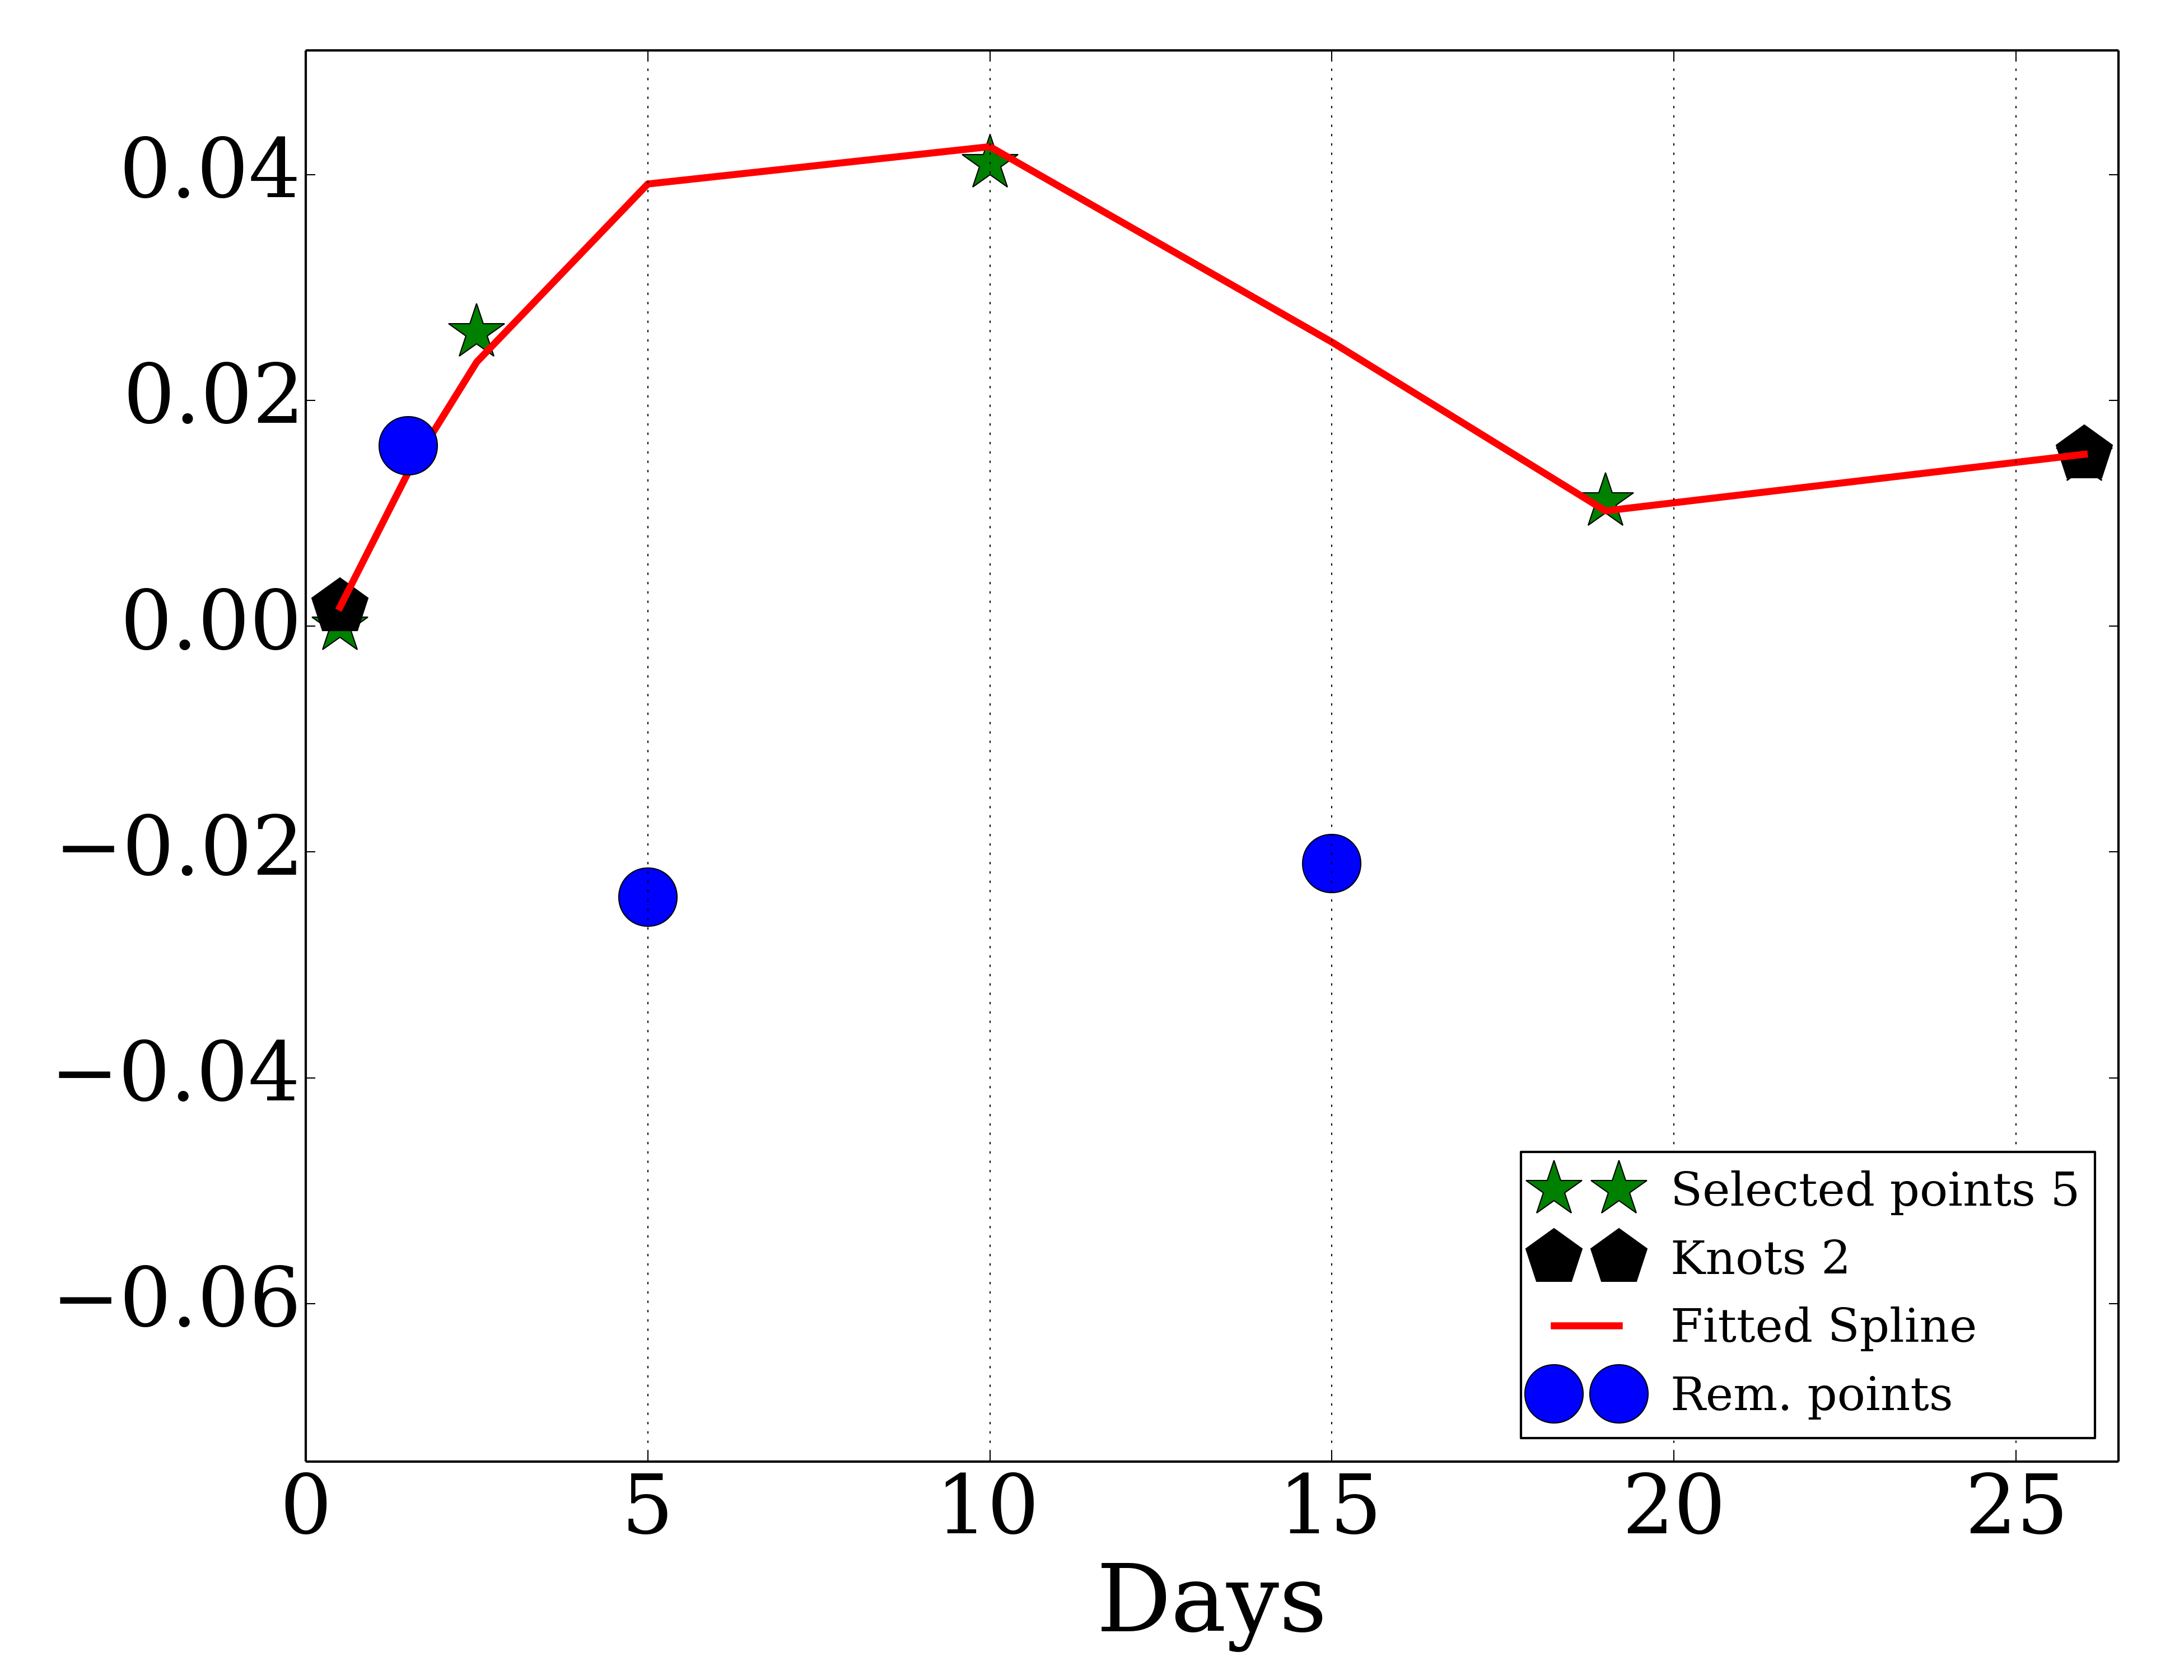 0.04
0.02
0.00
−0.02
−0.04
−0.06
0 5 10 15 20 25
Days
Selected points 5
Knots 2
Fitted Spline
Rem. points